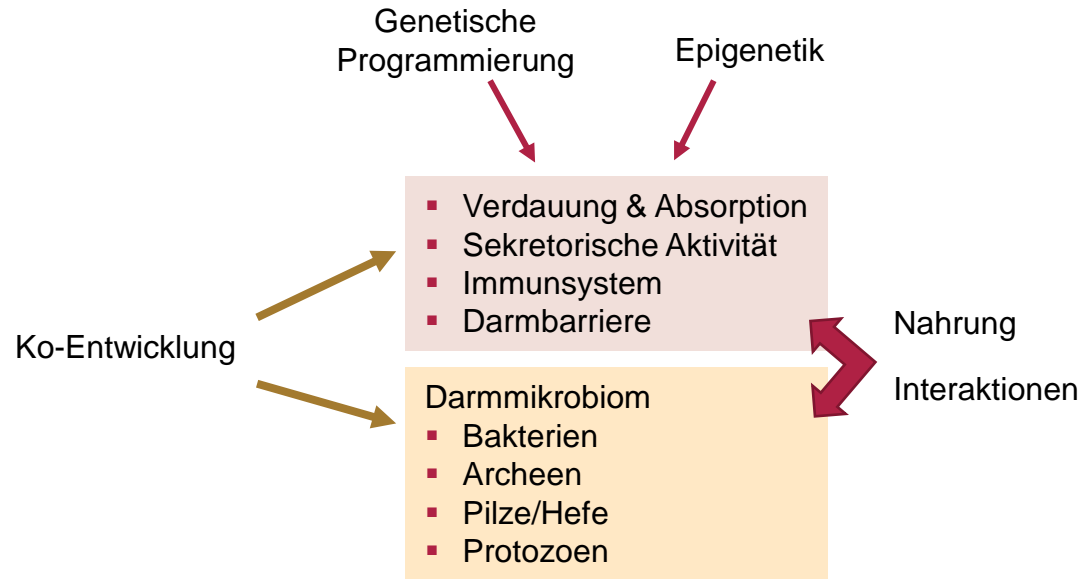 Genetische
Programmierung
Epigenetik
▪ Verdauung & Absorption
▪ Sekretorische Aktivität
▪ Immunsystem
▪ Darmbarriere
Ko-Entwicklung
Nahrung
Interaktionen
Darmmikrobiom
▪ Bakterien
▪ Archeen
▪ Pilze/Hefe
▪ Protozoen